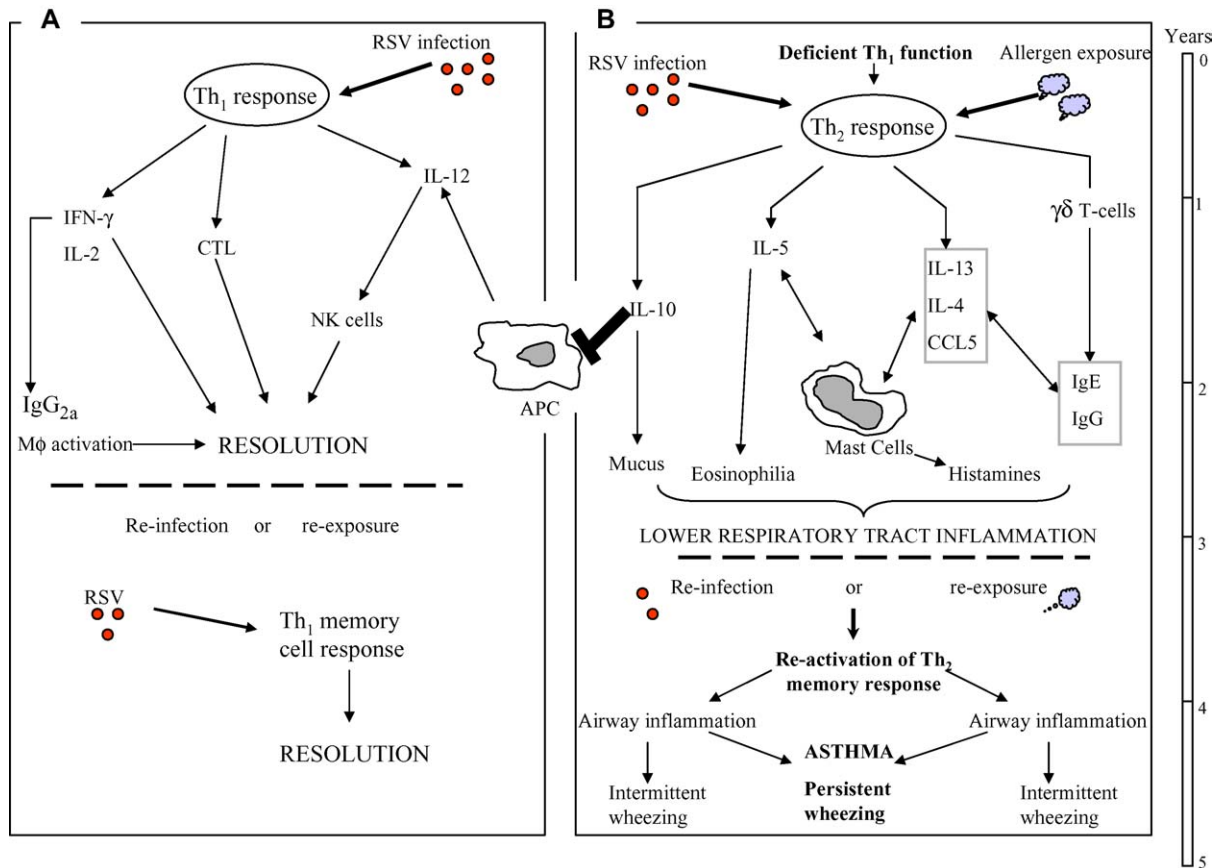 A
RSV infection
Th₁ response
IL-12
IFN-γ
IL-2
CTL
NK cells
IgG₂ₐ
APC
Mϕ activation
RESOLUTION
Re-infection or re-exposure
RSV
Th₁ memory
cell response
RESOLUTION
B
Deficient Th₁ function
RSV infection
Allergen exposure
Th₂ response
γδ T-cells
IL-5
IL-13
IL-4
CCL5
IL-10
IgE
IgG
Mast Cells
Mucus
Eosinophilia
Histamines
LOWER RESPIRATORY TRACT INFLAMMATION
Re-infection or re-exposure
Re-activation of Th₂
memory response
Airway inflammation
Airway inflammation
ASTHMA
Persistent
wheezing
Intermittent
wheezing
Intermittent
wheezing
Years
0
1
2
3
4
5